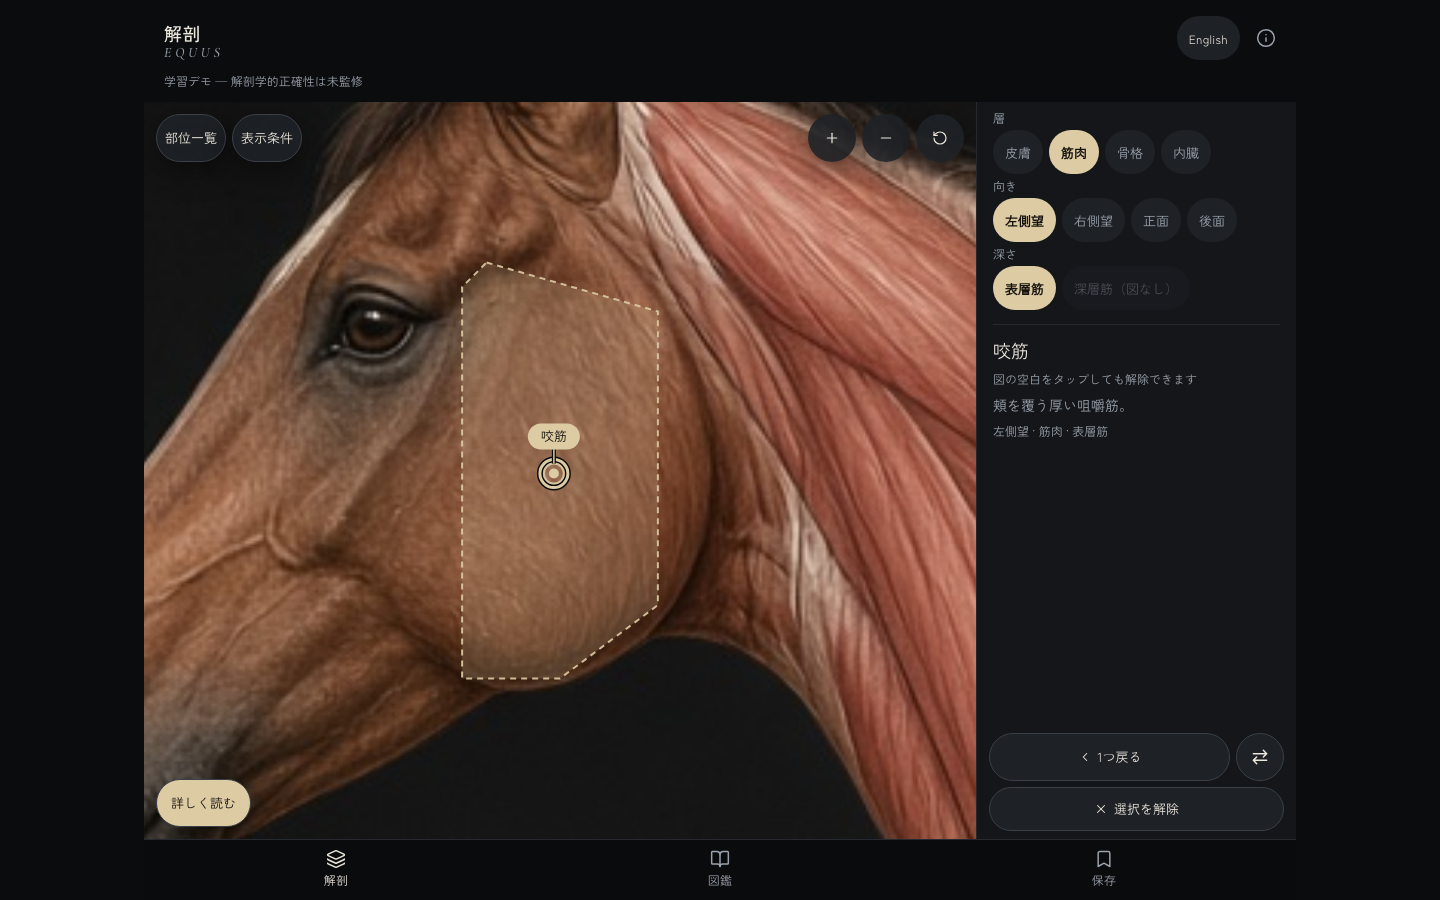 解剖
EQUUS
学習デモ — 解剖学的正確性は未監修
English
部位一覧
表示条件
層
皮膚
筋肉
骨格
内臓
向き
左側望
右側望
正面
後面
深さ
表層筋
深層筋（図なし）
咬筋
図の空白をタップしても解除できます
頬を覆う厚い咀嚼筋。
左側望 · 筋肉 · 表層筋
咬筋
詳しく読む
1つ戻る
選択を解除
解剖
図鑑
保存